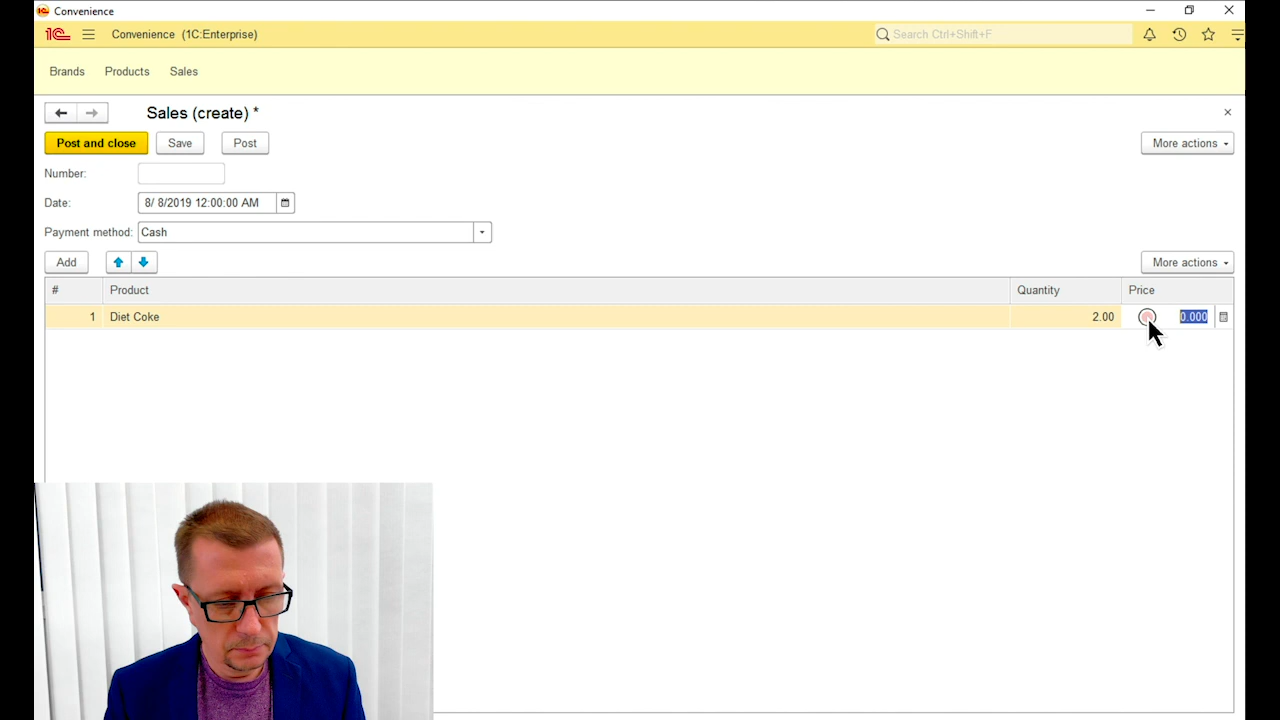 Convenience
1C Convenience (1C:Enterprise) Search Ctrl+Shift+F
Brands Products Sales
Sales (create) *
Post and close Save Post More actions
Number:
Date: 8/ 8/2019 12:00:00 AM
Payment method: Cash
Add More actions
# Product Quantity Price
1 Diet Coke 2.00 0.000